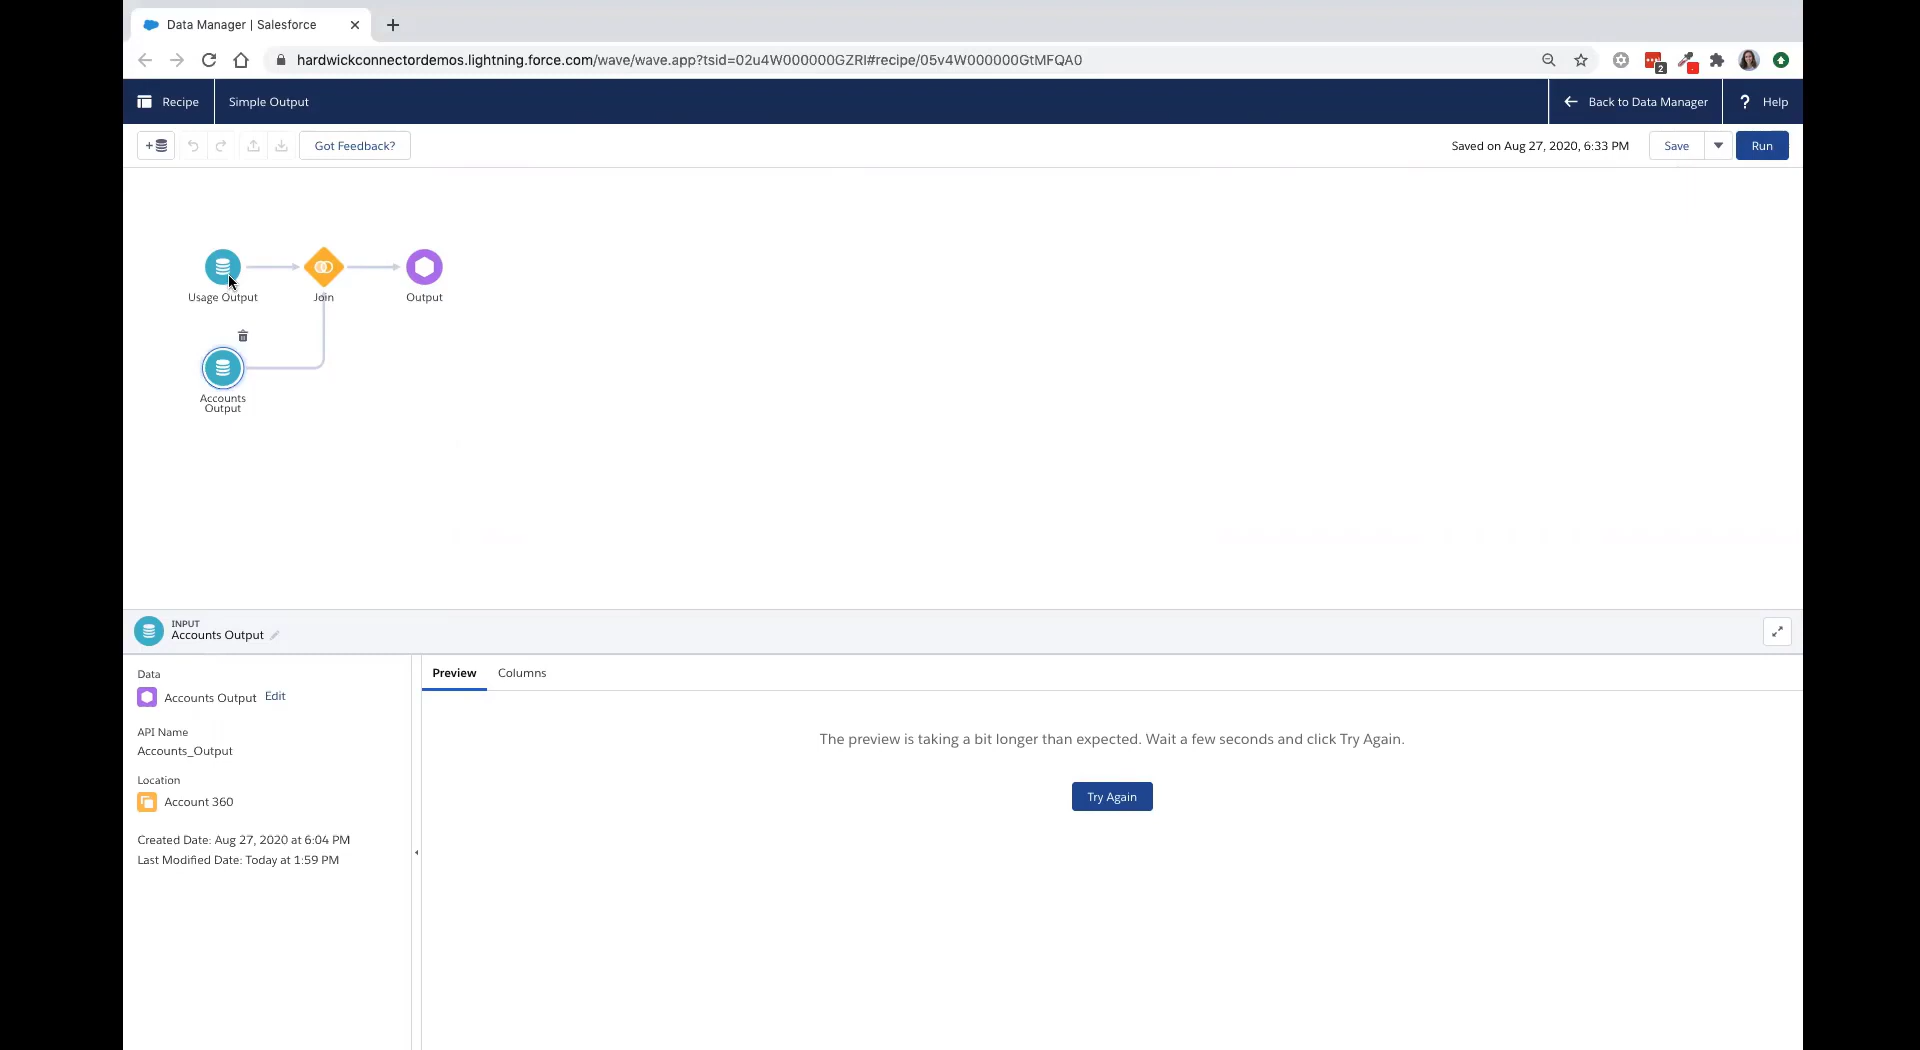 Data Manager | Salesforce
hardwickconnectordemos.lightning.force.com/wave/wave.app?tsid=02u4W000000GZRI#recipe/05v4W000000GtMFQA0
2
Recipe
Simple Output
Back to Data Manager
? Help
Got Feedback?
Saved on Aug 27, 2020, 6:33 PM
Save
Run
Usage Output
Join
Output
Accounts
Output
INPUT
Accounts Output
Data
Accounts Output
Edit
API Name
Accounts_Output
Location
Account 360
Created Date: Aug 27, 2020 at 6:04 PM
Last Modified Date: Today at 1:59 PM
Preview
Columns
The preview is taking a bit longer than expected. Wait a few seconds and click Try Again.
Try Again